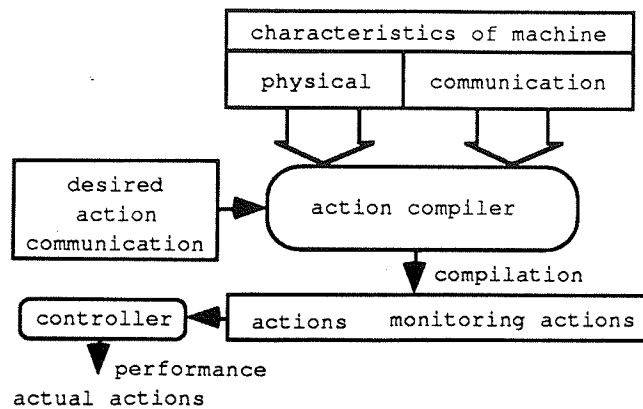 characteristics of machine
physical communication
desired
action
communication
action compiler
compilation
controller
actions monitoring actions
performance
actual actions